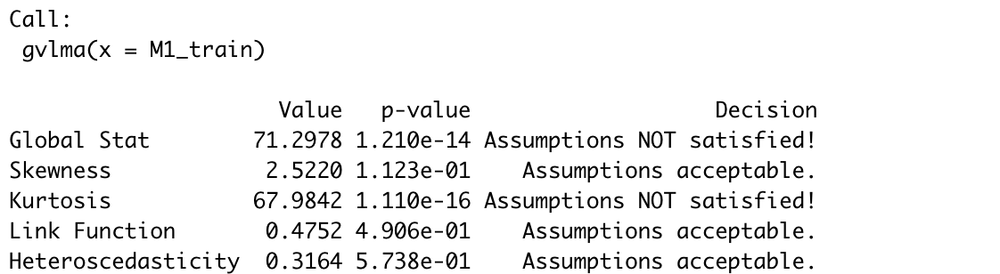 Call:
 gvlma(x = M1_train)

                     Value   p-value                   Decision
Global Stat        71.2978 1.210e-14 Assumptions NOT satisfied!
Skewness            2.5220 1.123e-01    Assumptions acceptable.
Kurtosis           67.9842 1.110e-16 Assumptions NOT satisfied!
Link Function       0.4752 4.906e-01    Assumptions acceptable.
Heteroscedasticity  0.3164 5.738e-01    Assumptions acceptable.